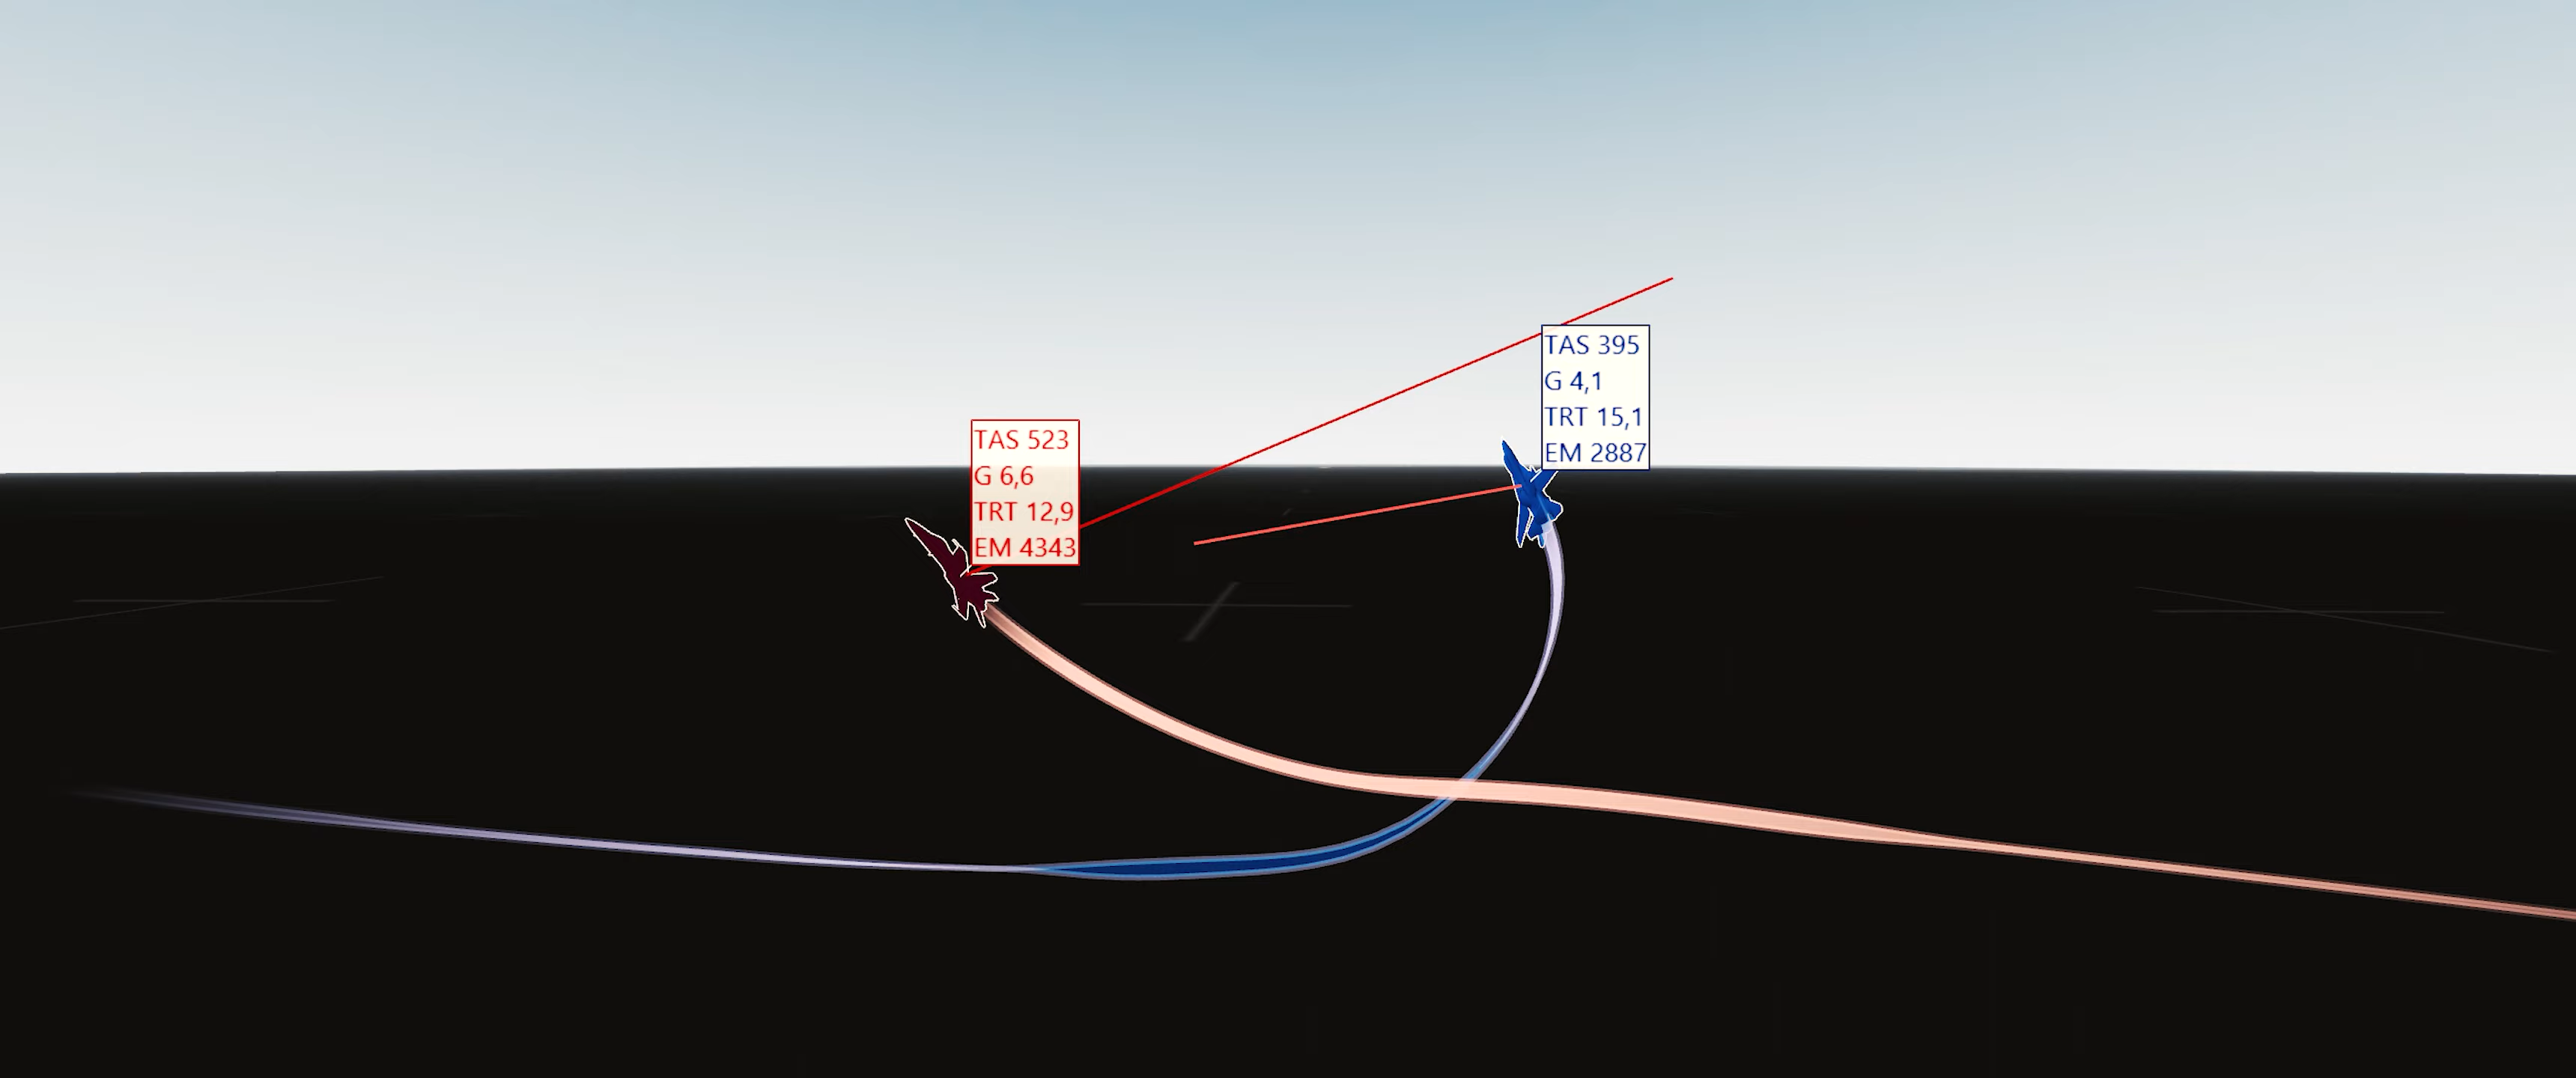 TAS 395
G 4,1
TRT 15,1
EM 2887
TAS 523
G 6,6
TRT 12,9
EM 4343